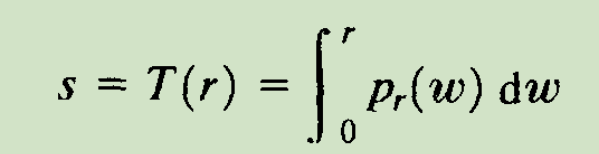 s = T(r) = ∫₀ʳ pᵣ(w) dw